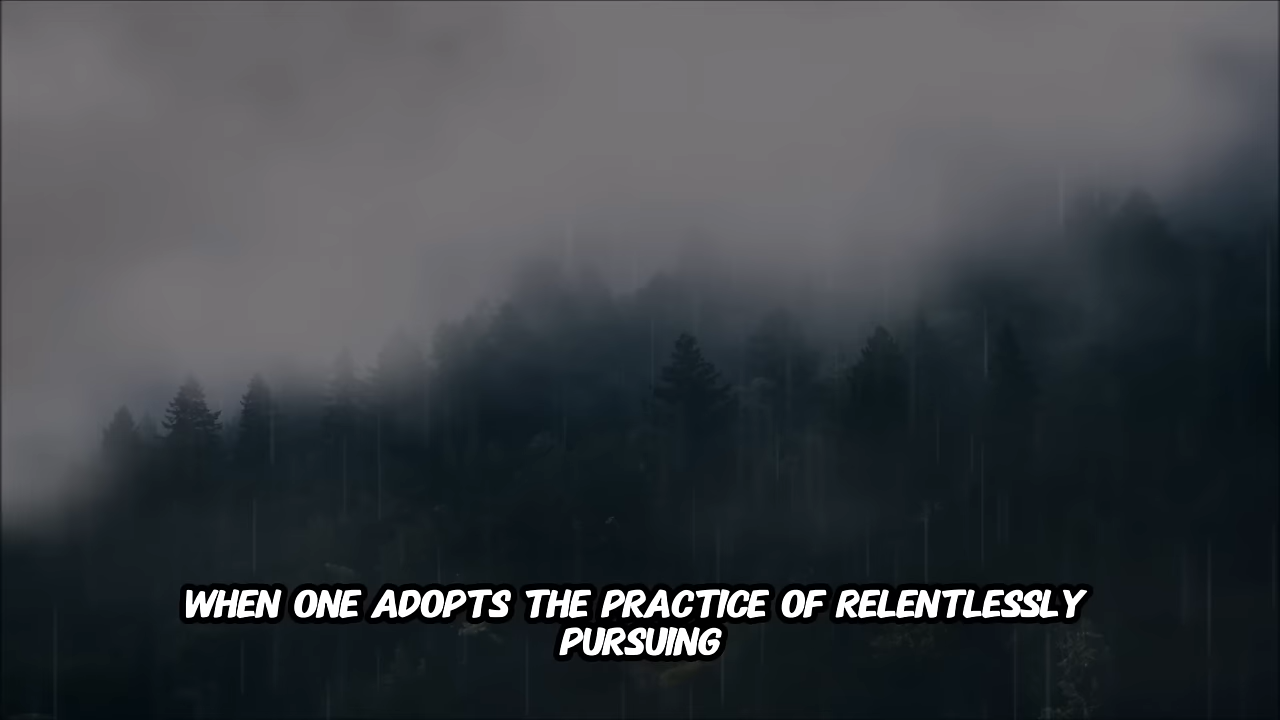 WHEN ONE ADOPTS THE PRACTICE OF RELENTLESSLY
PURSUING